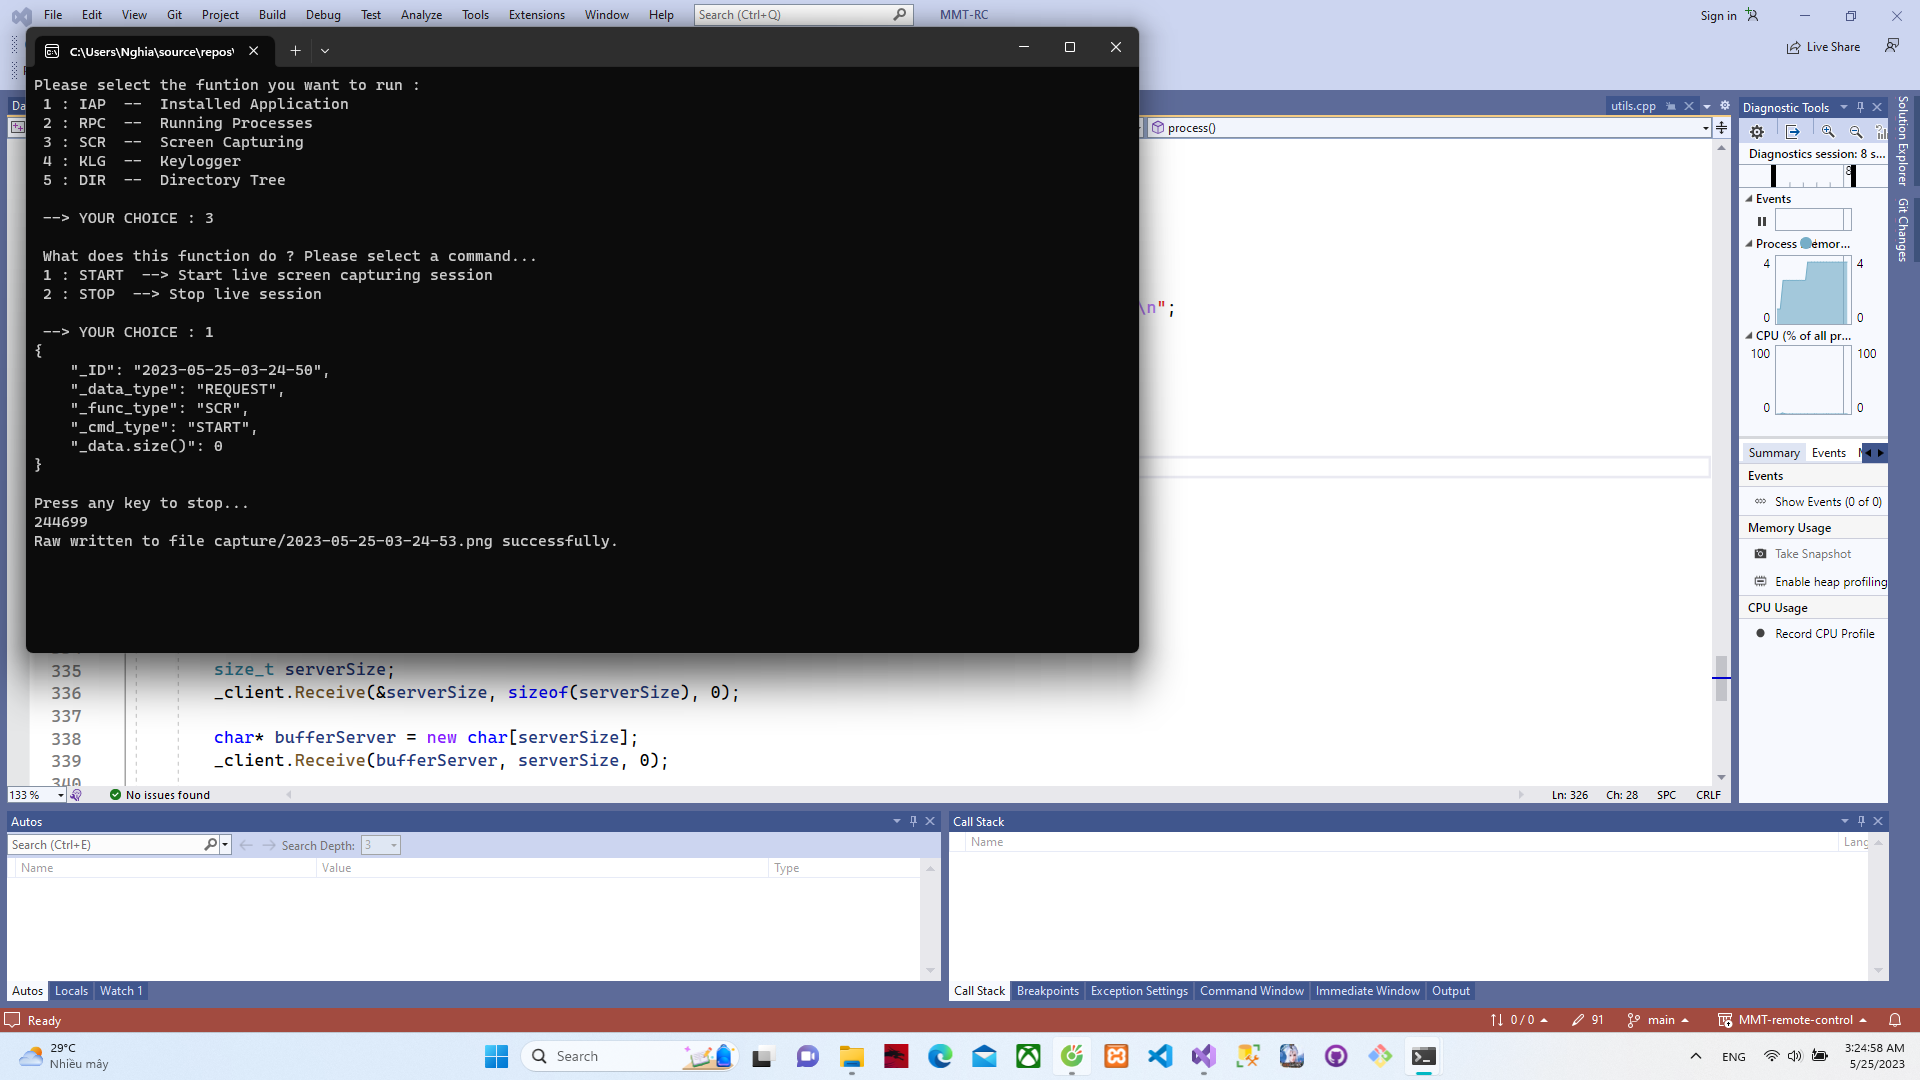 File Edit View Git Project Build Debug Test Analyze Tools Extensions Window Help Search (Ctrl+Q) MMT-RC Sign in
Live Share
C:\Users\Nghia\source\repos\
Please select the funtion you want to run :
1 : IAP -- Installed Application
2 : RPC -- Running Processes
3 : SCR -- Screen Capturing
4 : KLG -- Keylogger
5 : DIR -- Directory Tree
--> YOUR CHOICE : 3
What does this function do ? Please select a command...
1 : START --> Start live screen capturing session
2 : STOP --> Stop live session
--> YOUR CHOICE : 1
{
"_ID": "2023-05-25-03-24-50",
"_data_type": "REQUEST",
"_func_type": "SCR",
"_cmd_type": "START",
"_data.size()": 0
}
Press any key to stop...
244699
Raw written to file capture/2023-05-25-03-24-53.png successfully.
utils.cpp
process()
\n";
335 size_t serverSize;
336 _client.Receive(&serverSize, sizeof(serverSize), 0);
337
338 char* bufferServer = new char[serverSize];
339 _client.Receive(bufferServer, serverSize, 0);
340
133 % No issues found Ln: 326 Ch: 28 SPC CRLF
Diagnostic Tools
Diagnostics session: 8 s...
Events
Process
4 4
0 0
CPU (% of all pr...
100 100
0 0
Summary Events
Events
Show Events (0 of 0)
Memory Usage
Take Snapshot
Enable heap profiling
CPU Usage
Record CPU Profile
Solution Explorer
Git Changes
Autos
Search (Ctrl+E) Search Depth: 3
Name Value Type
Autos Locals Watch 1
Call Stack
Name Lang
Call Stack Breakpoints Exception Settings Command Window Immediate Window Output
Ready 0 / 0 91 main MMT-remote-control
29°C
Nhiều mây
Search
ENG
3:24:58 AM
5/25/2023